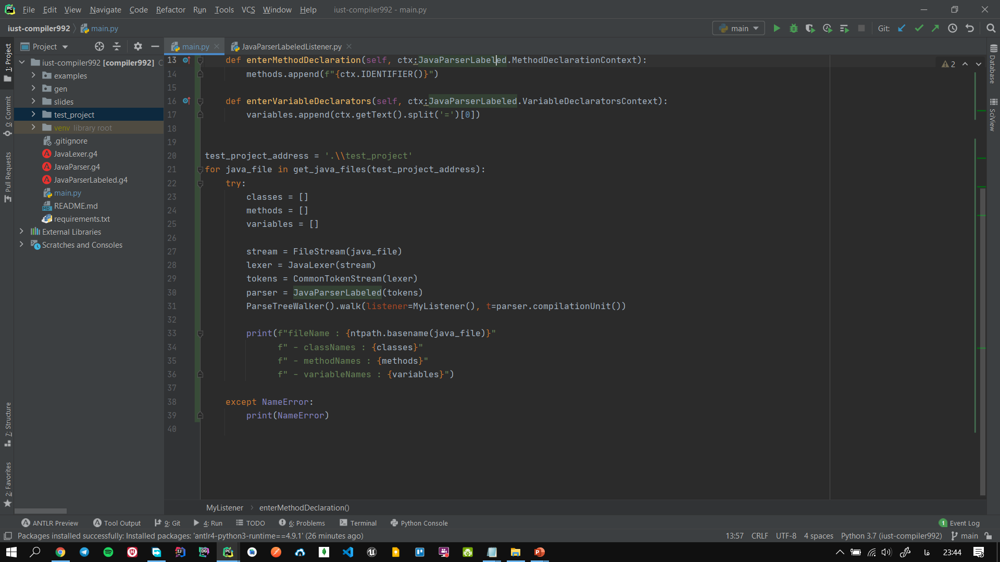 File Edit View Navigate Code Refactor Run Tools VCS Window Help iust-compiler992 - main.py
iust-compiler992 main.py main Git:
1: Project
0: Commit
Pull Requests
7: Structure
2: Favorites
Project
iust-compiler992 [compiler992] C
examples
gen
slides
test_project
venv library root
.gitignore
JavaLexer.g4
JavaParser.g4
JavaParserLabeled.g4
main.py
README.md
requirements.txt
External Libraries
Scratches and Consoles
main.py JavaParserLabeledListener.py
2
13 def enterMethodDeclaration(self, ctx:JavaParserLabeled.MethodDeclarationContext):
14 methods.append(f"{ctx.IDENTIFIER()}")
15
16 def enterVariableDeclarators(self, ctx:JavaParserLabeled.VariableDeclaratorsContext):
17 variables.append(ctx.getText().split('=')[0])
18
19
20 test_project_address = '.\\test_project'
21 for java_file in get_java_files(test_project_address):
22 try:
23 classes = []
24 methods = []
25 variables = []
26
27 stream = FileStream(java_file)
28 lexer = JavaLexer(stream)
29 tokens = CommonTokenStream(lexer)
30 parser = JavaParserLabeled(tokens)
31 ParseTreeWalker().walk(listener=MyListener(), t=parser.compilationUnit())
32
33 print(f"fileName : {ntpath.basename(java_file)}"
34 f" - classNames : {classes}"
35 f" - methodNames : {methods}"
36 f" - variableNames : {variables}")
37
38 except NameError:
39 print(NameError)
40
Database
SciView
MyListener enterMethodDeclaration()
ANTLR Preview Tool Output 9: Git 4: Run TODO 6: Problems Terminal Python Console 1 Event Log
Packages installed successfully: Installed packages: 'antlr4-python3-runtime==4.9.1' (26 minutes ago) 13:57 CRLF UTF-8 4 spaces Python 3.7 (iust-compiler992) main
فا 23:44